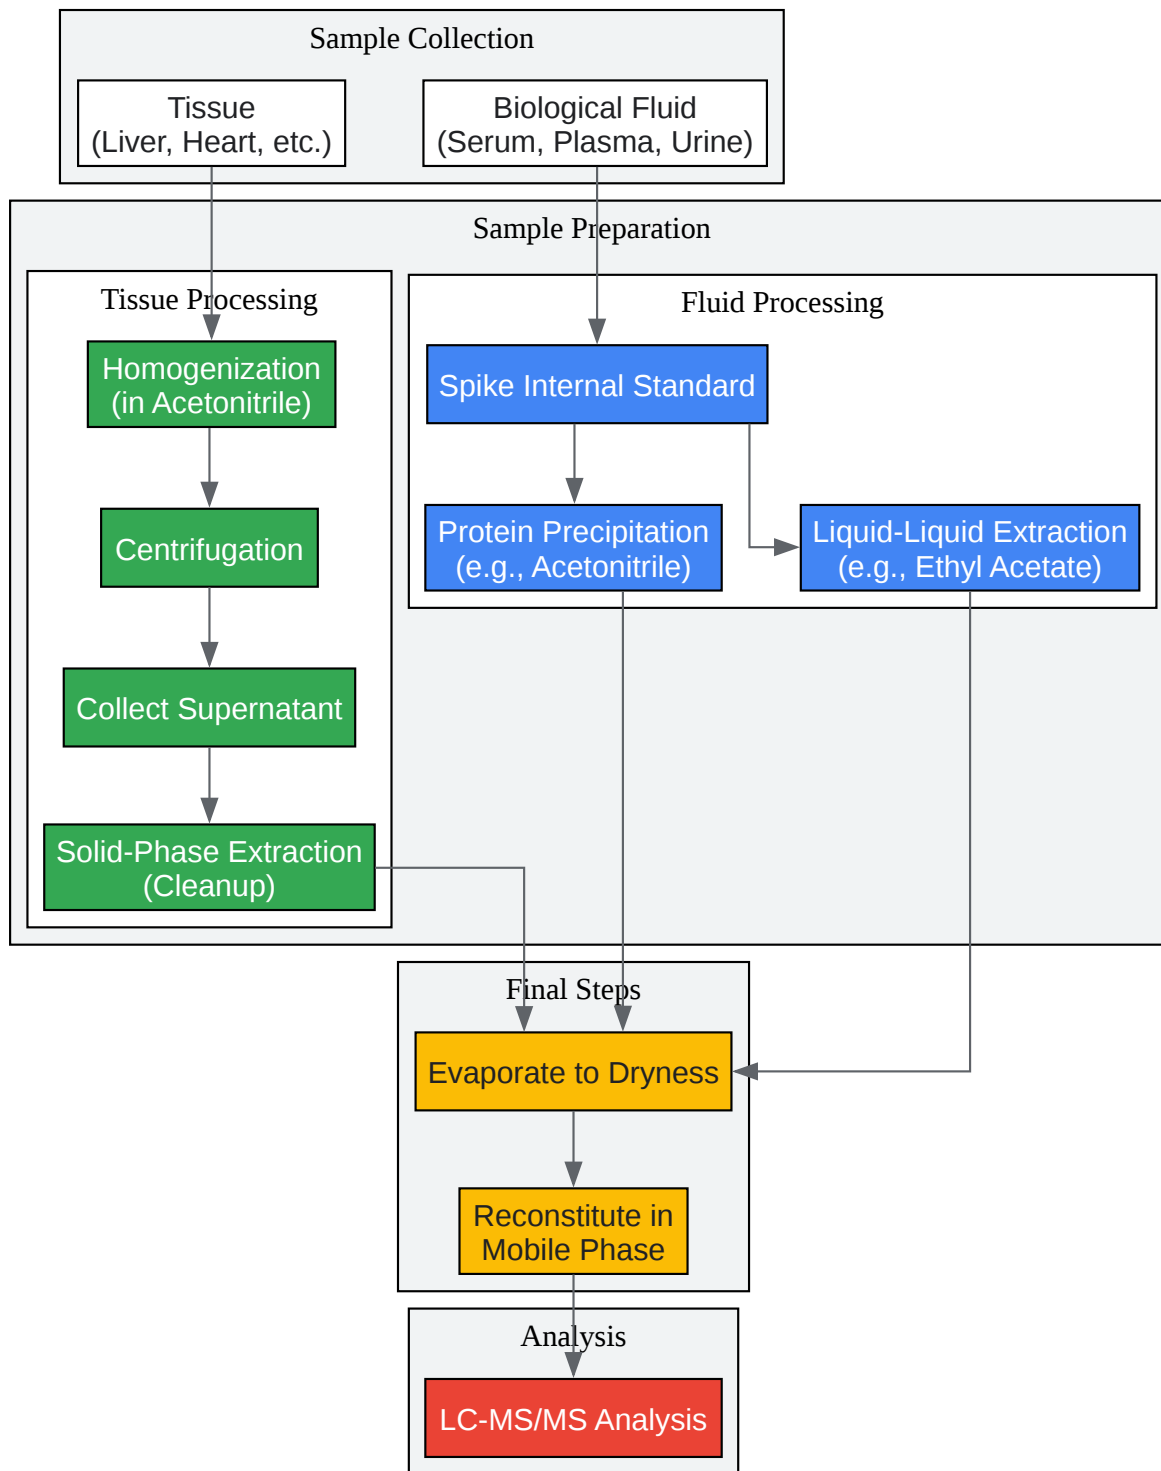 Sample Collection
Tissue
(Liver, Heart, etc.)
Biological Fluid
(Serum, Plasma, Urine)
Sample Preparation
Tissue Processing
Homogenization
(in Acetonitrile)
Centrifugation
Collect Supernatant
Solid-Phase Extraction
(Cleanup)
Fluid Processing
Spike Internal Standard
Protein Precipitation
(e.g., Acetonitrile)
Liquid-Liquid Extraction
(e.g., Ethyl Acetate)
Final Steps
Evaporate to Dryness
Reconstitute in
Mobile Phase
Analysis
LC-MS/MS Analysis